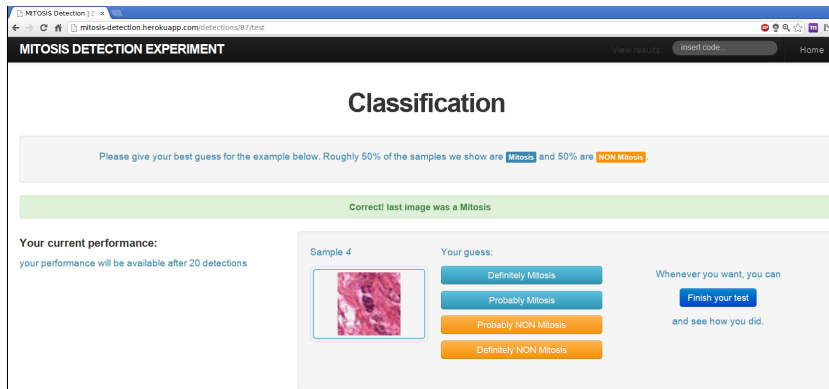 MITOSIS Detection | 2
mitosis-detection.herokuapp.com/detections/87/test
MITOSIS DETECTION EXPERIMENT
View results:
insert code...
Home
Classification
Please give your best guess for the example below. Roughly 50% of the samples we show are Mitosis and 50% are NON Mitosis.
Correct! last image was a Mitosis
Your current performance:
your performance will be available after 20 detections
Sample 4
Your guess:
Definitely Mitosis
Probably Mitosis
Probably NON Mitosis
Definitely NON Mitosis
Whenever you want, you can
Finish your test
and see how you did.